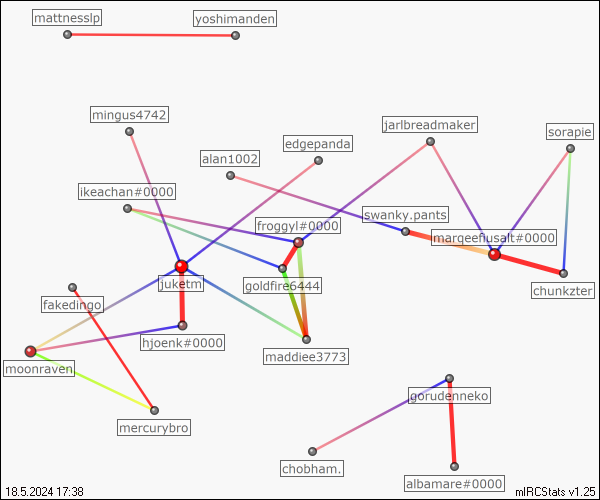 mattnesslp
yoshimanden
mingus4742
jarlbreadmaker
sorapie
edgepanda
alan1002
ikeachan#0000
swanky.pants
froggyl#0000
marqeefusalt#0000
juketm
goldfire6444
chunkzter
fakedingo
hjoenk#0000
maddiee3773
moonraven
gorudenneko
mercurybro
chobham.
albamare#0000
18.5.2024 17:38
mIRCStats v1.25